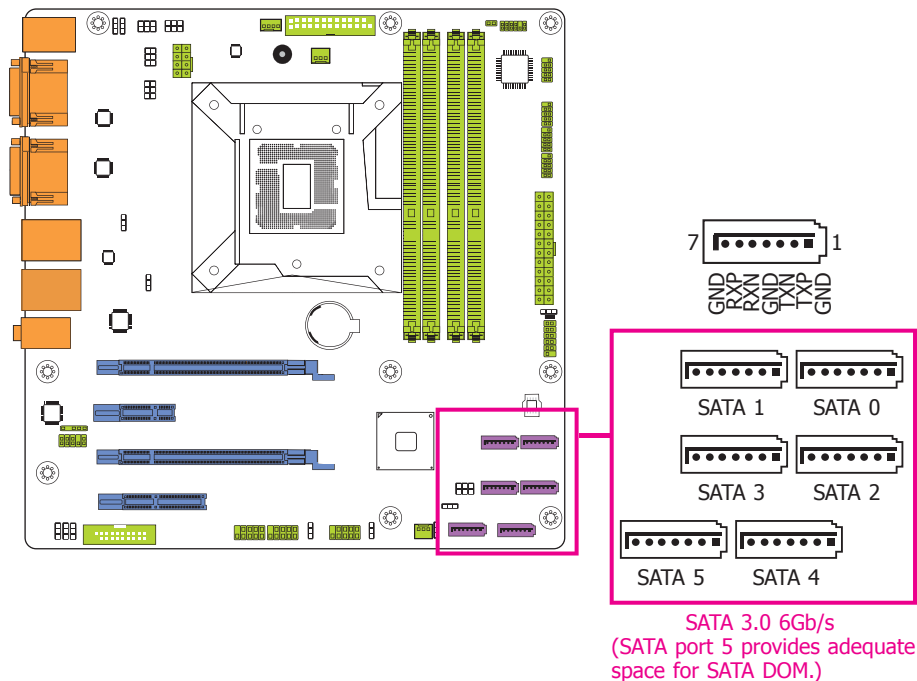 7 1
GND
RXP
RXN
GND
TXN
TXP
GND
SATA 1 SATA 0
SATA 3 SATA 2
SATA 5 SATA 4
SATA 3.0 6Gb/s
(SATA port 5 provides adequate
space for SATA DOM.)